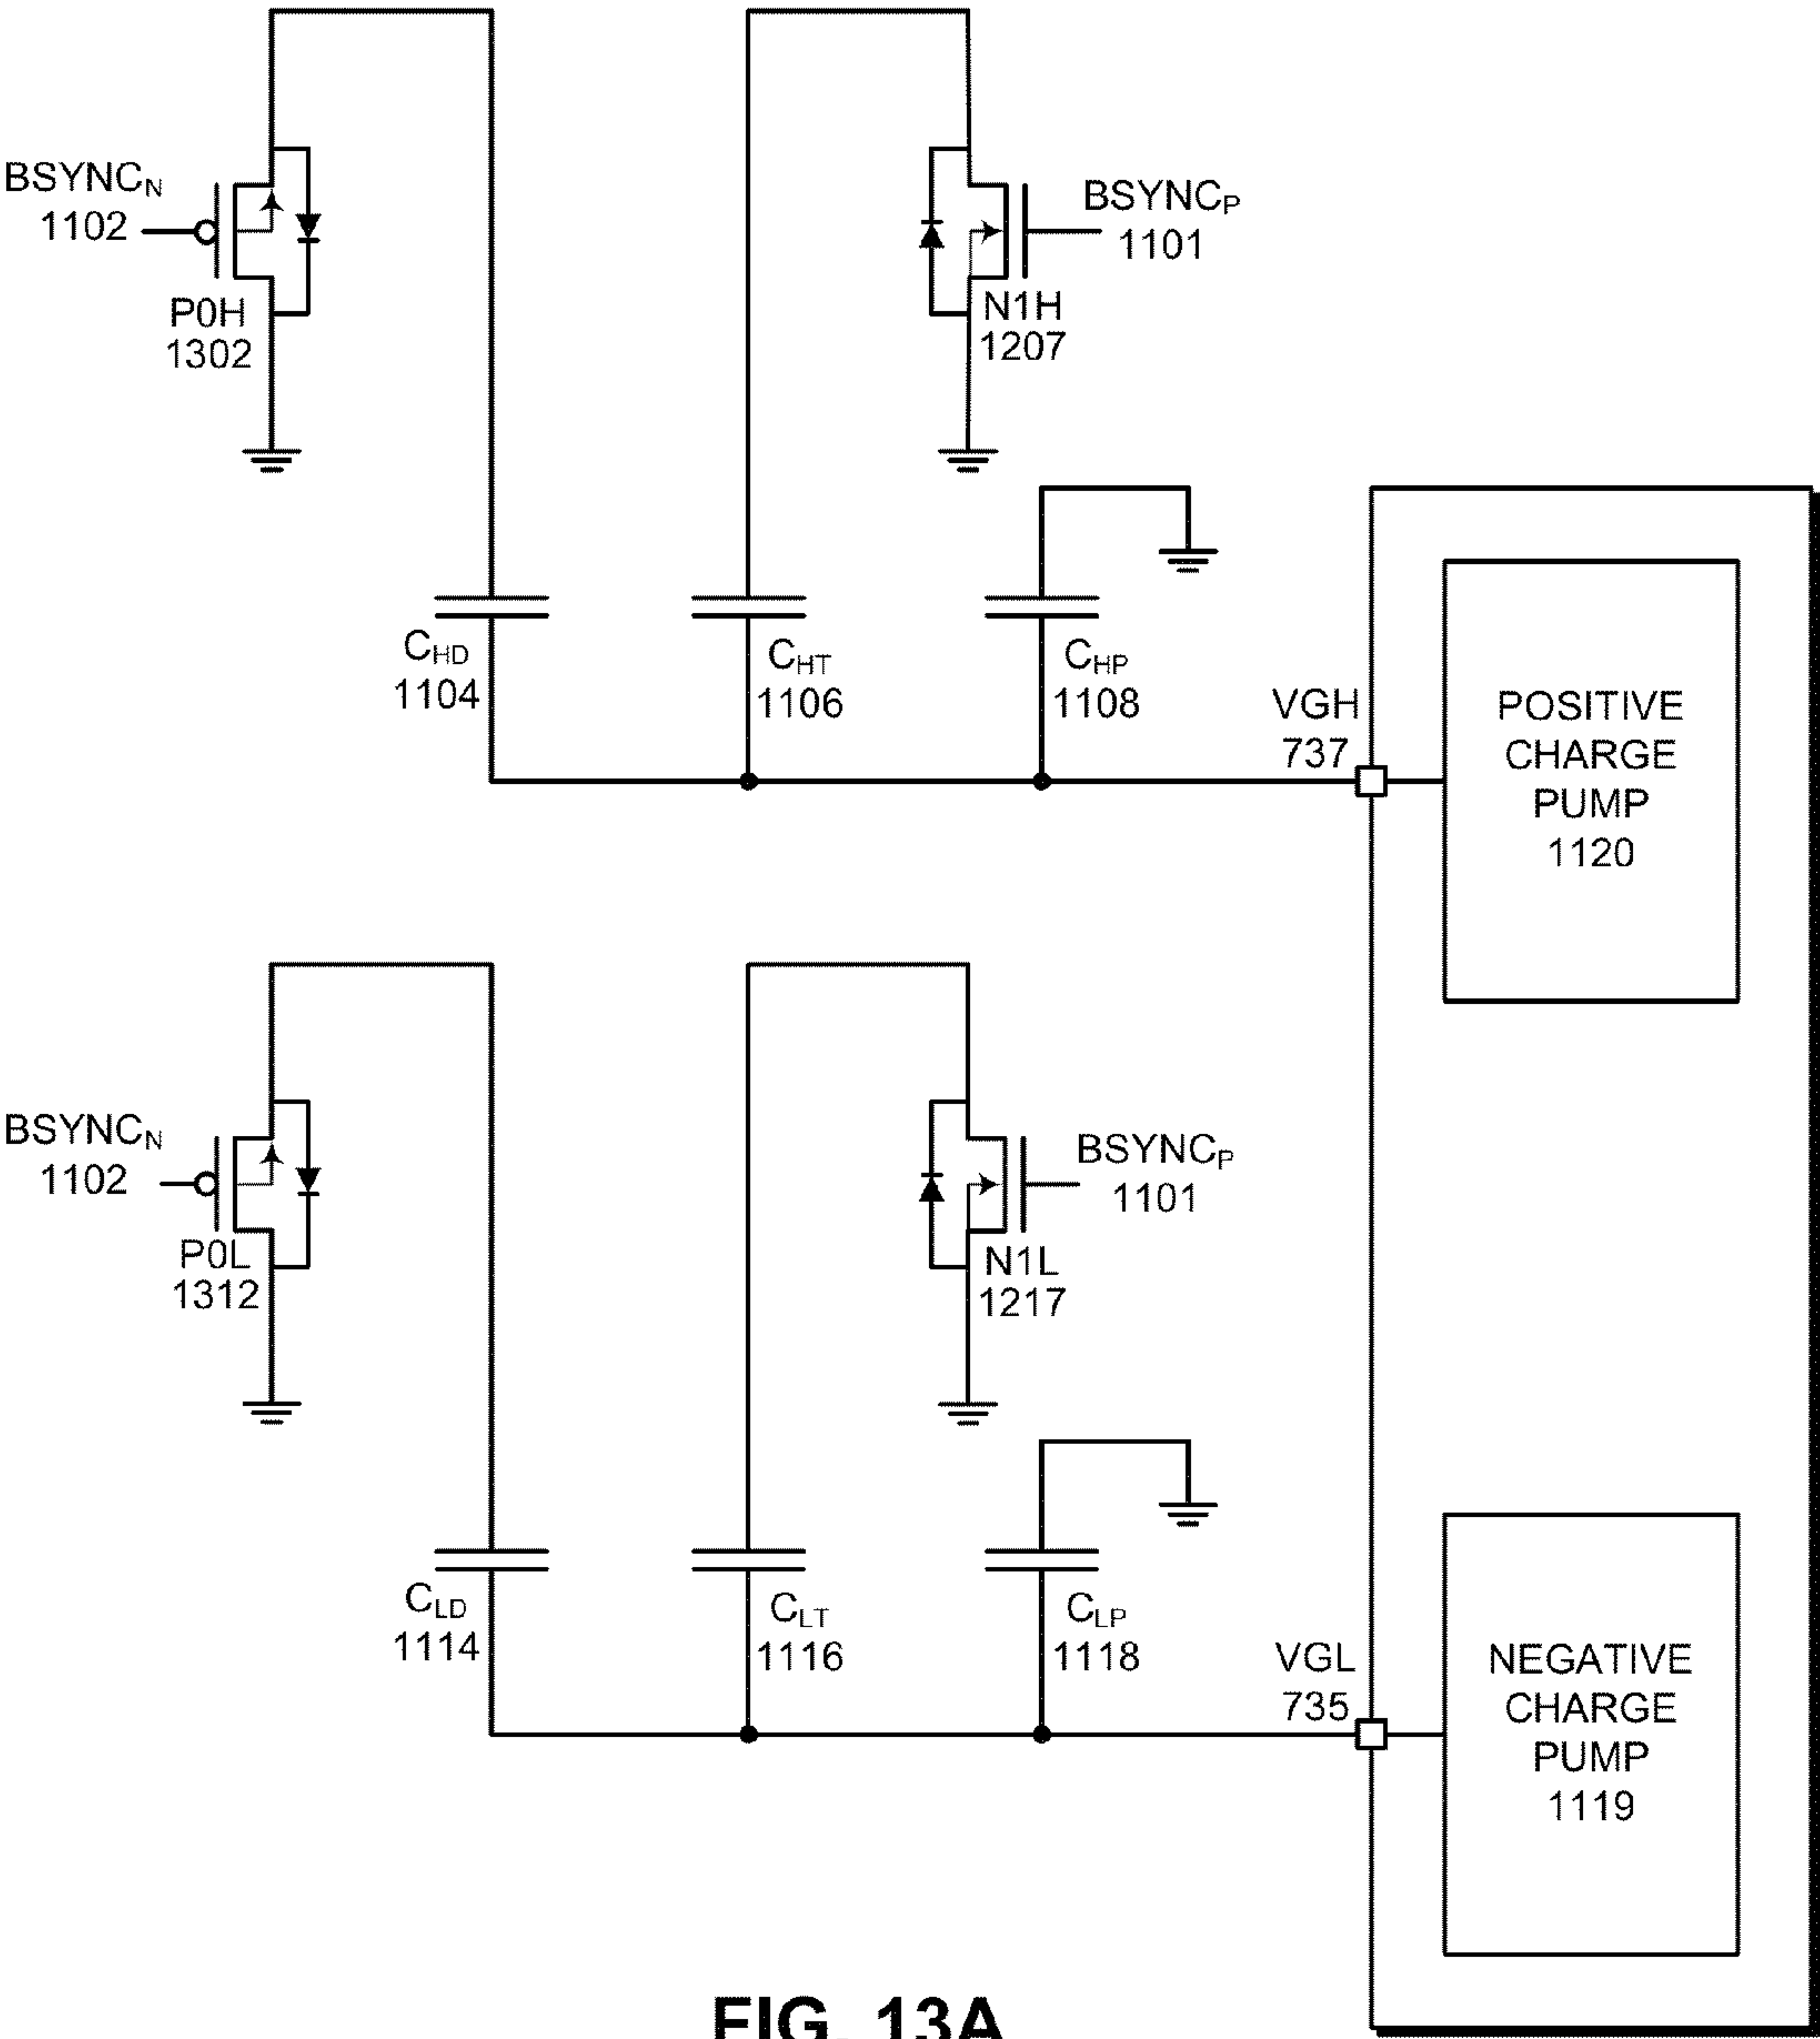 BSYNCN
1102
P0H
1302
BSYNCP
1101
N1H
1207
CHD
1104
CHT
1106
CHP
1108
VGH
737
POSITIVE
CHARGE
PUMP
1120
BSYNCN
1102
P0L
1312
BSYNCP
1101
N1L
1217
CLD
1114
CLT
1116
CLP
1118
VGL
735
NEGATIVE
CHARGE
PUMP
1119
FIG. 13A